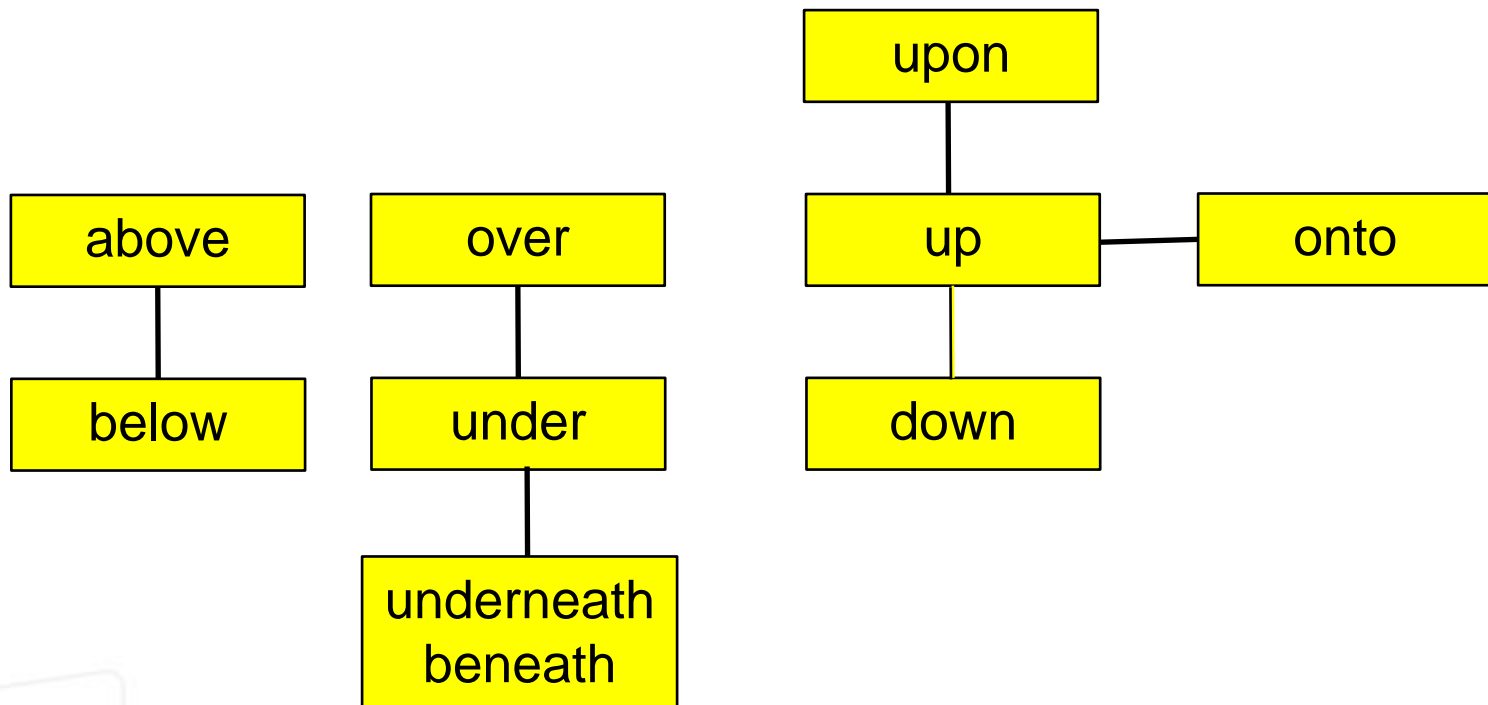 upon
above
over
up
onto
below
under
down
underneath
beneath